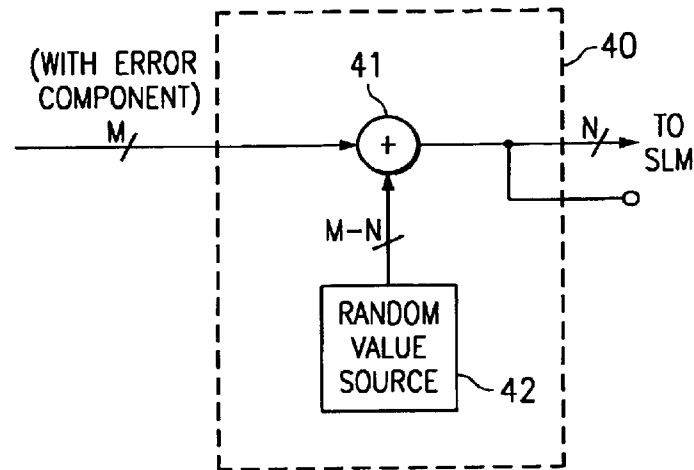 (WITH ERROR
COMPONENT)
M
41
+
40
N
TO
SLM
M-N
RANDOM
VALUE
SOURCE
42